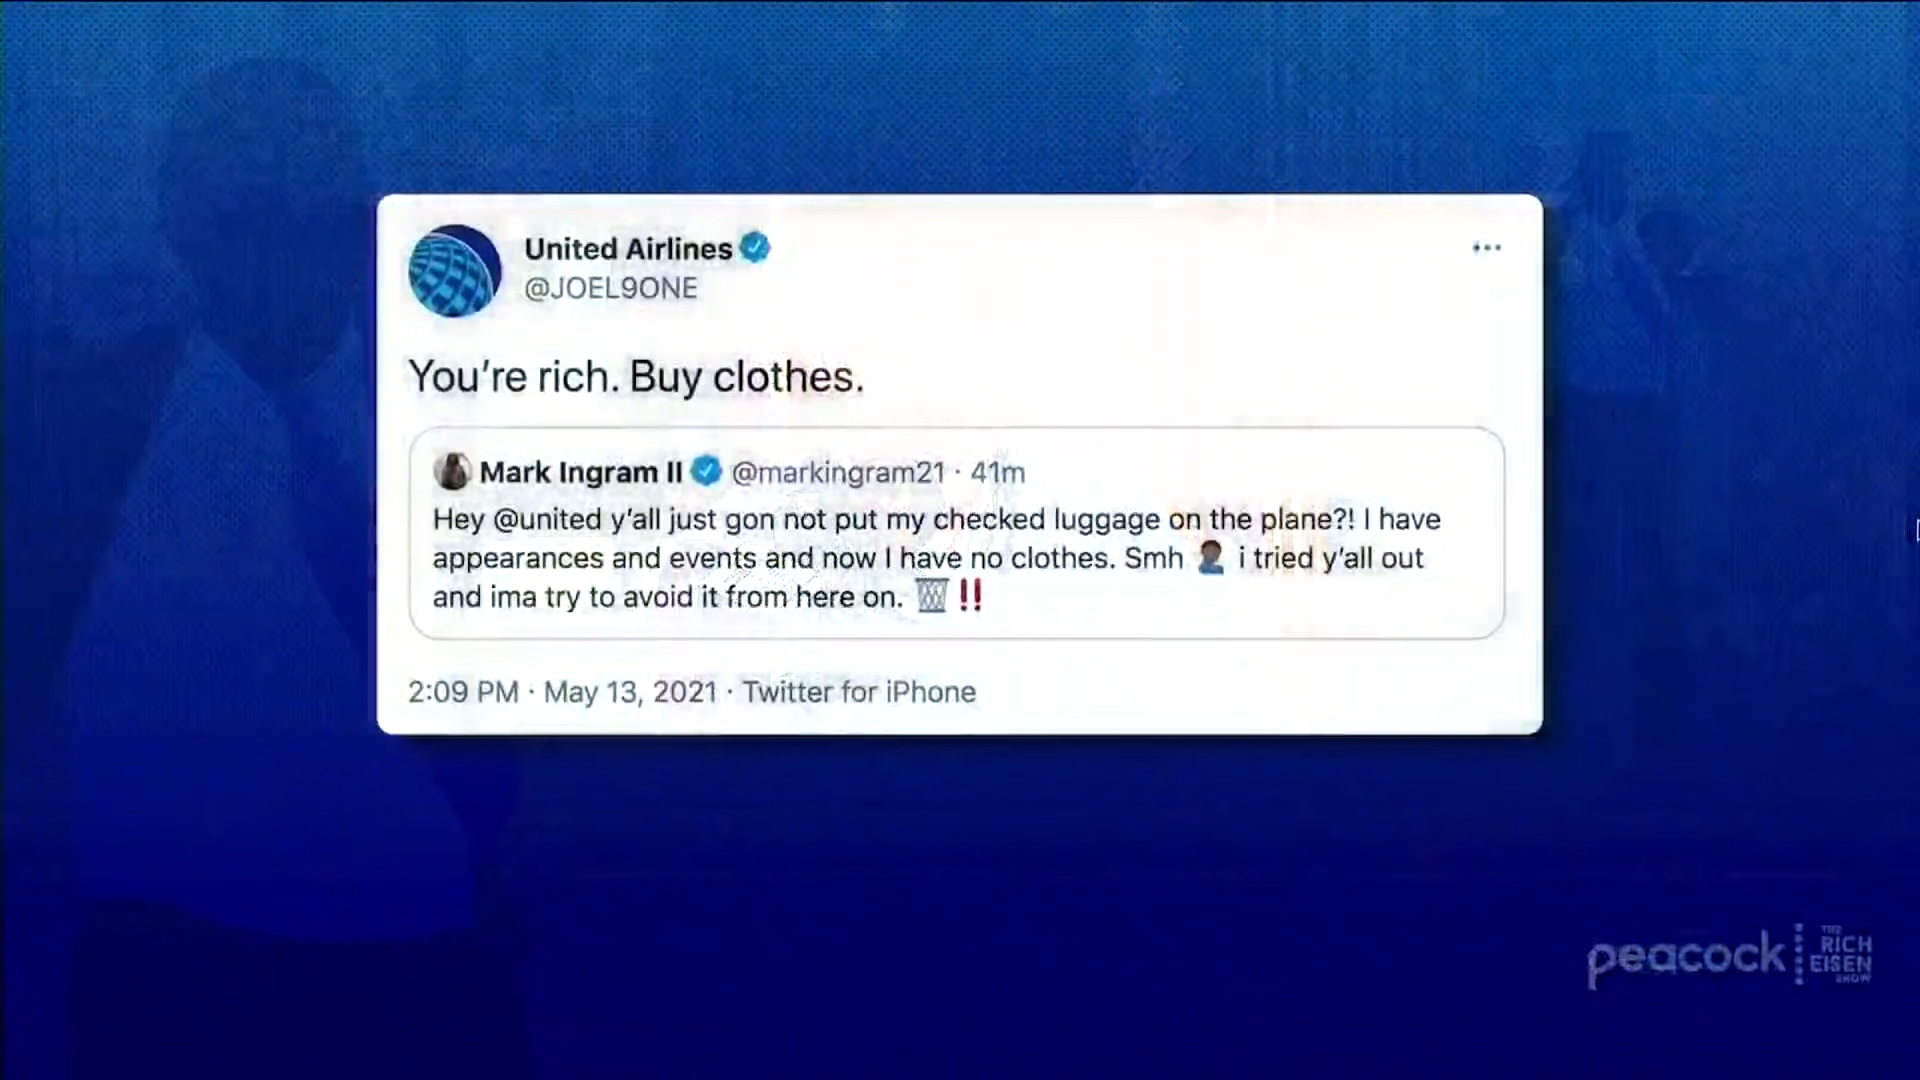 United Airlines
@JOEL9ONE
You're rich. Buy clothes.
Mark Ingram II @markingram21 · 41m
Hey @united y'all just gon not put my checked luggage on the plane?! I have
appearances and events and now I have no clothes. Smh 🤦🏾‍♂️ i tried y'all out
and ima try to avoid it from here on. 🗑‼️
2:09 PM · May 13, 2021 · Twitter for iPhone
peacock
THE
RICH
EISEN
SHOW